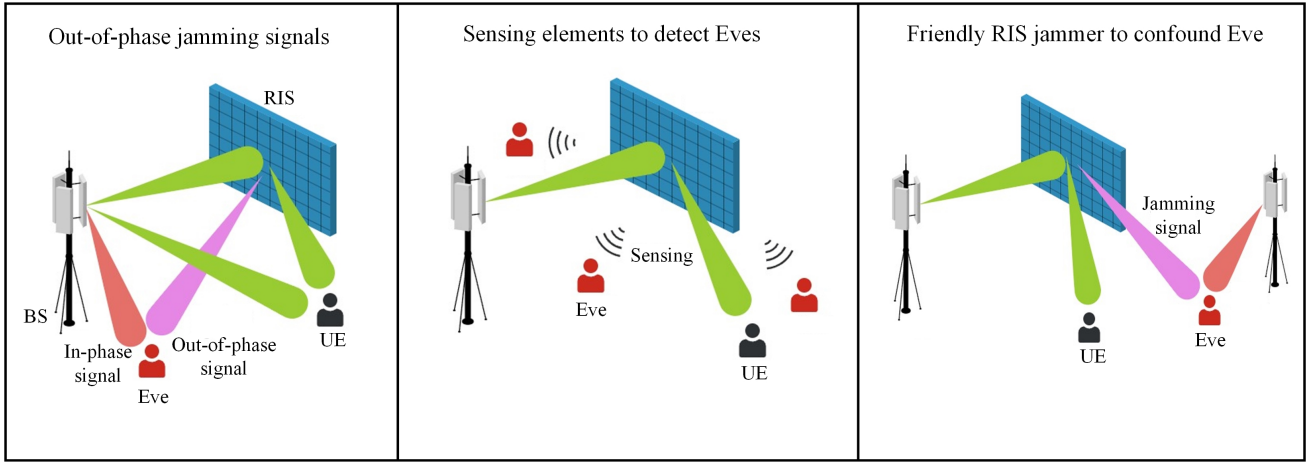 Out-of-phase jamming signals
RIS
BS
In-phase
signal
Out-of-phase
signal
Eve
UE
Sensing elements to detect Eves
Sensing
Eve
UE
Friendly RIS jammer to confound Eve
Jamming
signal
UE
Eve